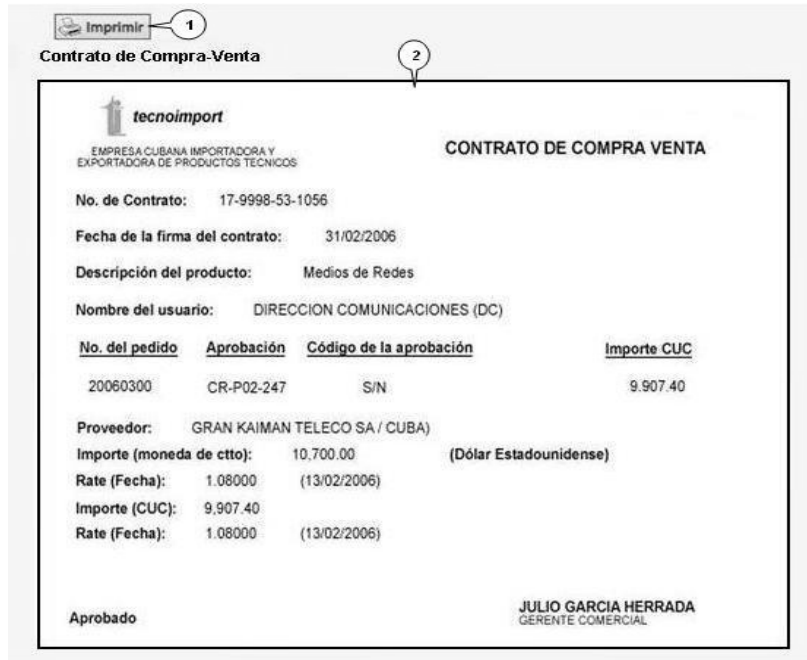 Imprimir
1
Contrato de Compra-Venta
2
tecnoimport
EMPRESA CUBANA IMPORTADORA Y
EXPORTADORA DE PRODUCTOS TECNICOS
CONTRATO DE COMPRA VENTA
No. de Contrato: 17-9998-53-1056
Fecha de la firma del contrato: 31/02/2006
Descripción del producto: Medios de Redes
Nombre del usuario: DIRECCION COMUNICACIONES (DC)
No. del pedido Aprobación Código de la aprobación Importe CUC
20060300 CR-P02-247 S/N 9.907.40
Proveedor: GRAN KAIMAN TELECO SA / CUBA)
Importe (moneda de ctto): 10,700.00 (Dólar Estadounidense)
Rate (Fecha): 1.08000 (13/02/2006)
Importe (CUC): 9,907.40
Rate (Fecha): 1.08000 (13/02/2006)
Aprobado
JULIO GARCIA HERRADA
GERENTE COMERCIAL